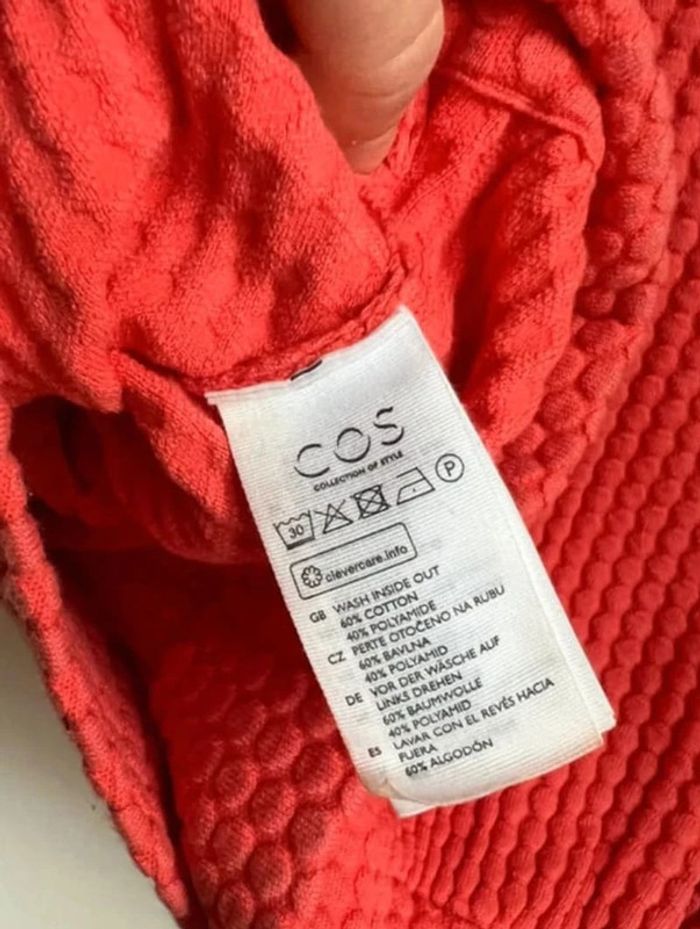 COS
COLLECTION OF STYLE
30 P
clevercare.info
GB WASH INSIDE OUT
60% COTTON
40% POLYAMIDE
CZ PERTE OTOČENO NA RUBU
60% BAVLNA
40% POLYAMID
DE VOR DER WÄSCHE AUF
LINKS DREHEN
60% BAUMWOLLE
40% POLYAMID
ES LAVAR CON EL REVÉS HACIA
FUERA
60% ALGODÓN